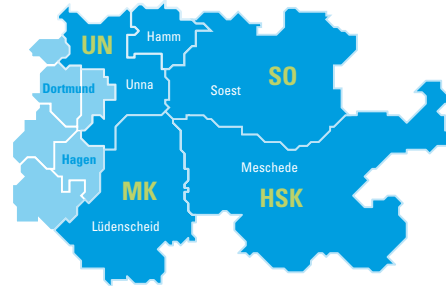 Hamm
UN
SO
Dortmund
Unna
Soest
Hagen
Meschede
MK
HSK
Lüdenscheid